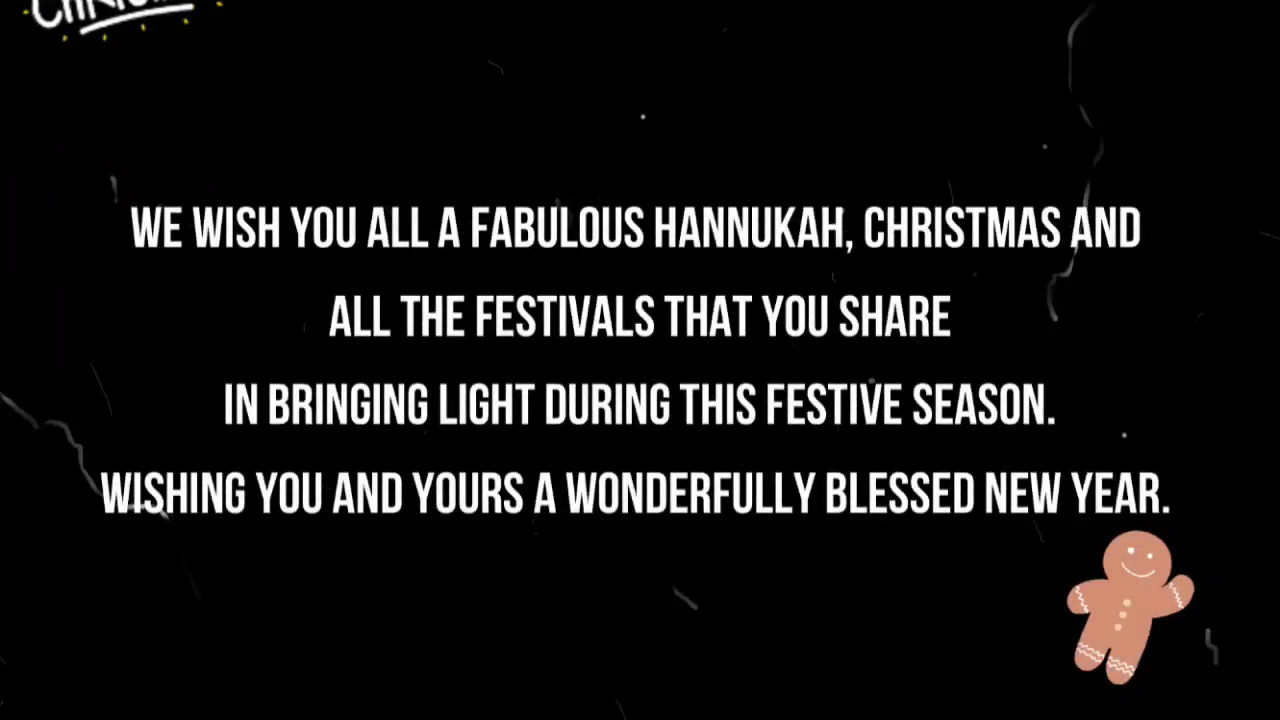 WE WISH YOU ALL A FABULOUS HANNUKAH, CHRISTMAS AND
ALL THE FESTIVALS THAT YOU SHARE
IN BRINGING LIGHT DURING THIS FESTIVE SEASON.
WISHING YOU AND YOURS A WONDERFULLY BLESSED NEW YEAR.